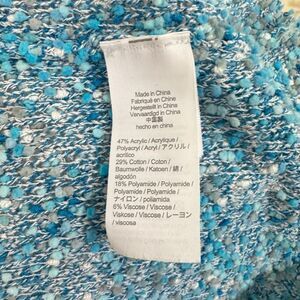 Made in China
Fabriqué en Chine
Hergestellt in China
Vervaardigd in China
中国製
hecho en china
47% Acrylic / Acrylique /
Polyacryl / Acryl / アクリル /
acrílico
29% Cotton / Coton /
Baumwolle / Katoen / 綿 /
algodón
18% Polyamide / Polyamide /
Polyamid / Polyamide /
ナイロン / poliamida
6% Viscose / Viscose /
Viskose / Viscose / レーヨン /
viscosa